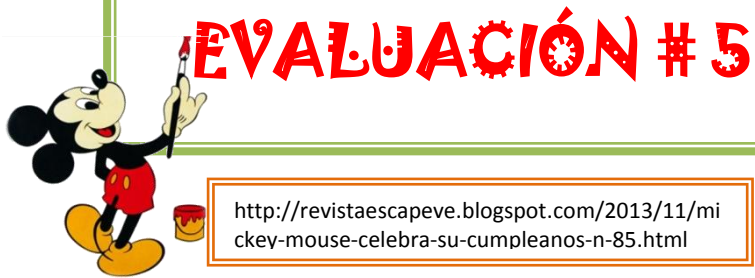 EVALUACIÓN # 5
http://revistaescapeve.blogspot.com/2013/11/mi
ckey-mouse-celebra-su-cumpleanos-n-85.html